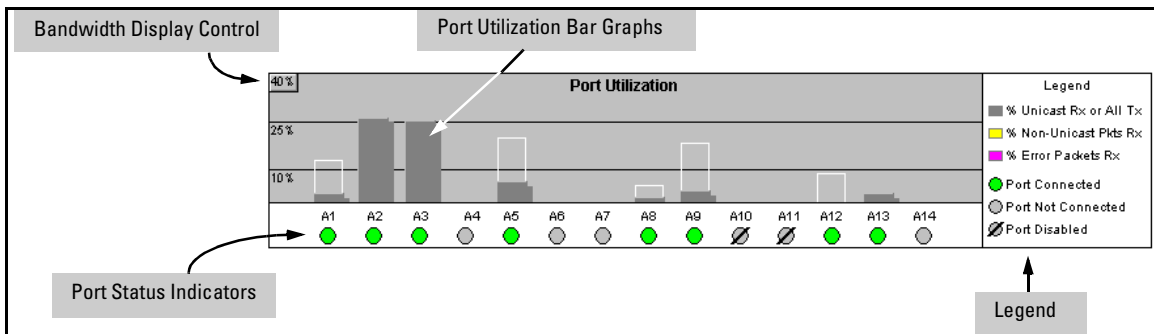 Bandwidth Display Control
Port Utilization Bar Graphs
40%
Port Utilization
25%
10%
A1 A2 A3 A4 A5 A6 A7 A8 A9 A10 A11 A12 A13 A14
Legend
% Unicast Rx or All Tx
% Non-Unicast Pkts Rx
% Error Packets Rx
Port Connected
Port Not Connected
Port Disabled
Port Status Indicators
Legend